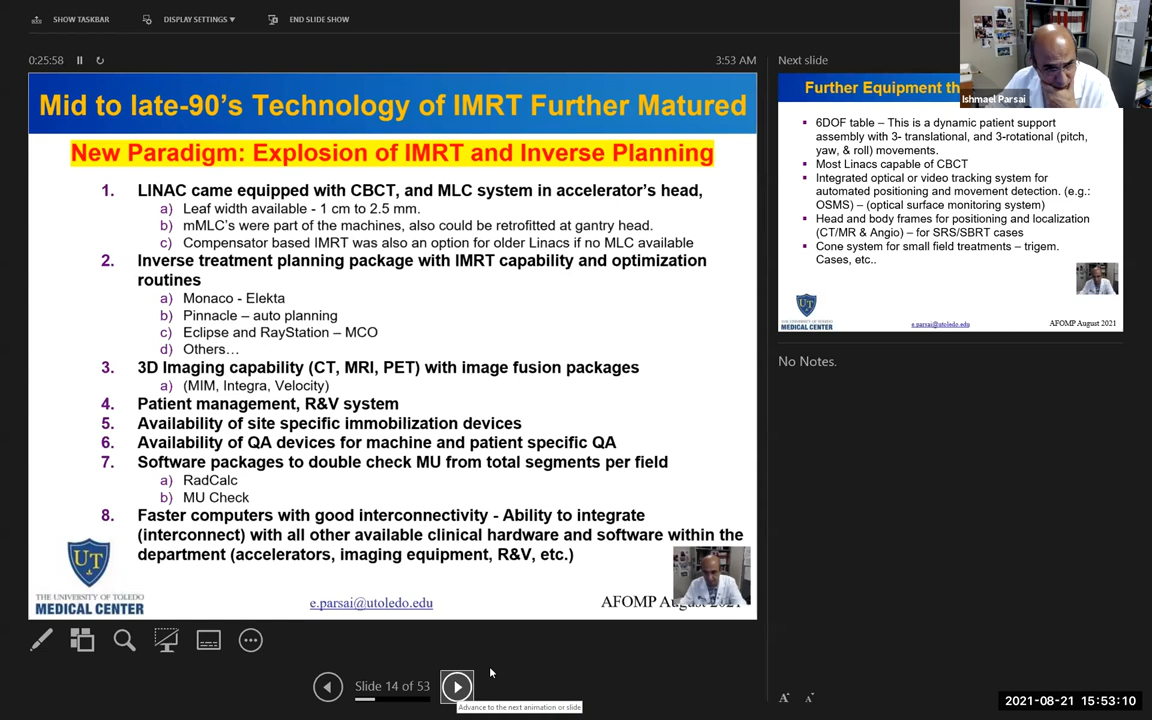 SHOW TASKBAR
DISPLAY SETTINGS ▼
END SLIDE SHOW
0:25:58
3:53 AM
Mid to late-90's Technology of IMRT Further Matured
New Paradigm: Explosion of IMRT and Inverse Planning
1. LINAC came equipped with CBCT, and MLC system in accelerator's head,
a) Leaf width available - 1 cm to 2.5 mm.
b) mMLC's were part of the machines, also could be retrofitted at gantry head.
c) Compensator based IMRT was also an option for older Linacs if no MLC available
2. Inverse treatment planning package with IMRT capability and optimization
routines
a) Monaco - Elekta
b) Pinnacle – auto planning
c) Eclipse and RayStation – MCO
d) Others…
3. 3D Imaging capability (CT, MRI, PET) with image fusion packages
a) (MIM, Integra, Velocity)
4. Patient management, R&V system
5. Availability of site specific immobilization devices
6. Availability of QA devices for machine and patient specific QA
7. Software packages to double check MU from total segments per field
a) RadCalc
b) MU Check
8. Faster computers with good interconnectivity - Ability to integrate
(interconnect) with all other available clinical hardware and software within the
department (accelerators, imaging equipment, R&V, etc.)
UT
THE UNIVERSITY OF TOLEDO
MEDICAL CENTER
e.parsai@utoledo.edu
AFOMP August 2021
Slide 14 of 53
Advance to the next animation or slide
Next slide
Ishmael Parsai
Further Equipment th
▪ 6DOF table – This is a dynamic patient support
assembly with 3- translational, and 3-rotational (pitch,
yaw, & roll) movements.
▪ Most Linacs capable of CBCT
▪ Integrated optical or video tracking system for
automated positioning and movement detection. (e.g.:
OSMS) – (optical surface monitoring system)
▪ Head and body frames for positioning and localization
(CT/MR & Angio) – for SRS/SBRT cases
▪ Cone system for small field treatments – trigem.
Cases, etc..
UT
THE UNIVERSITY OF TOLEDO
MEDICAL CENTER
e.parsai@utoledo.edu
AFOMP August 2021
No Notes.
A A
2021-08-21 15:53:10